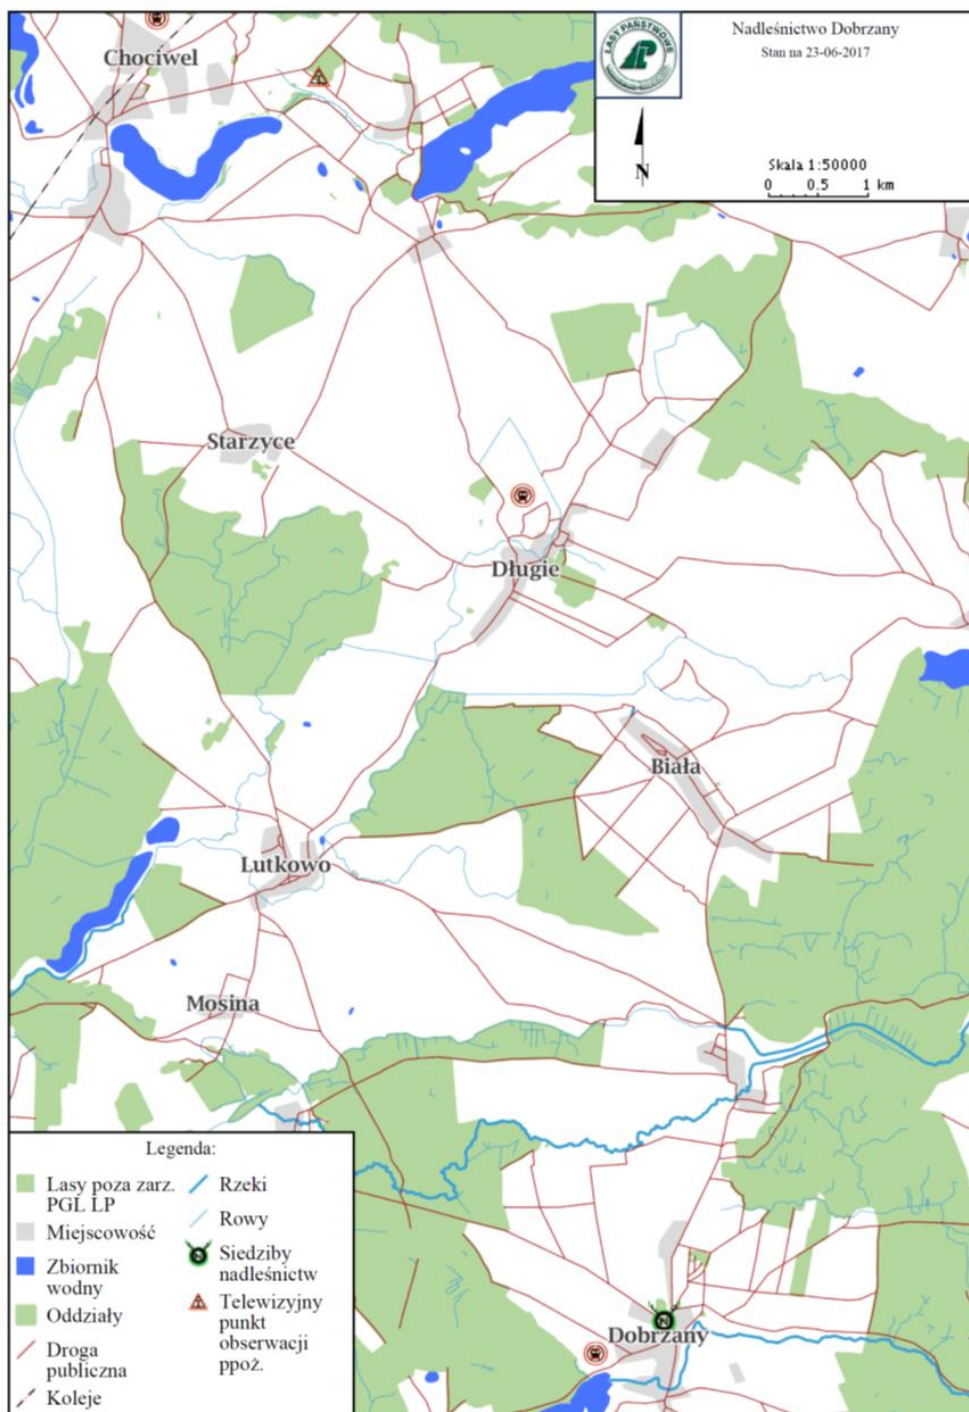 Chociwel
LASY PAŃSTWOWE
Nadleśnictwo Dobrzany
Stan na 23-06-2017
N
Skala 1:50000
0 0.5 1 km
Starzyce
Długie
Biała
Lutkowo
Mosina
Dobrzany
Legenda:
Lasy poza zarz.
PGL LP
Miejscowość
Zbiornik
wodny
Oddziały
Droga
publiczna
Koleje
Rzeki
Rowy
Siedziby
nadleśnictw
Telewizyjny
punkt
obserwacji
ppoż.